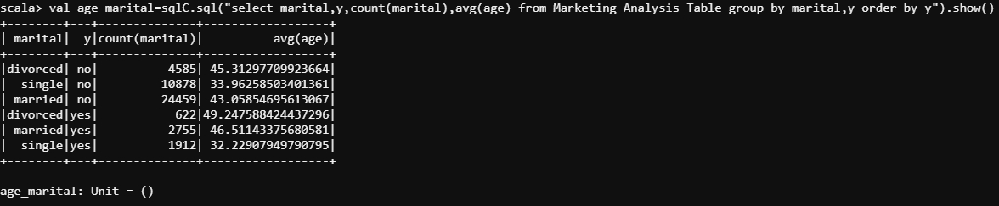 scala> val age_marital=sqlC.sql("select marital,y,count(marital),avg(age) from Marketing_Analysis_Table group by marital,y order by y").show()
+--------+---+--------------+------------------+
| marital|  y|count(marital)|          avg(age)|
+--------+---+--------------+------------------+
|divorced| no|          4585| 45.31297709923664|
|  single| no|         10878| 33.96258503401361|
| married| no|         24459| 43.05854695613067|
|divorced|yes|           622|49.247588424437296|
| married|yes|          2755| 46.51143375680581|
|  single|yes|          1912| 32.22907949790795|
+--------+---+--------------+------------------+
age_marital: Unit = ()